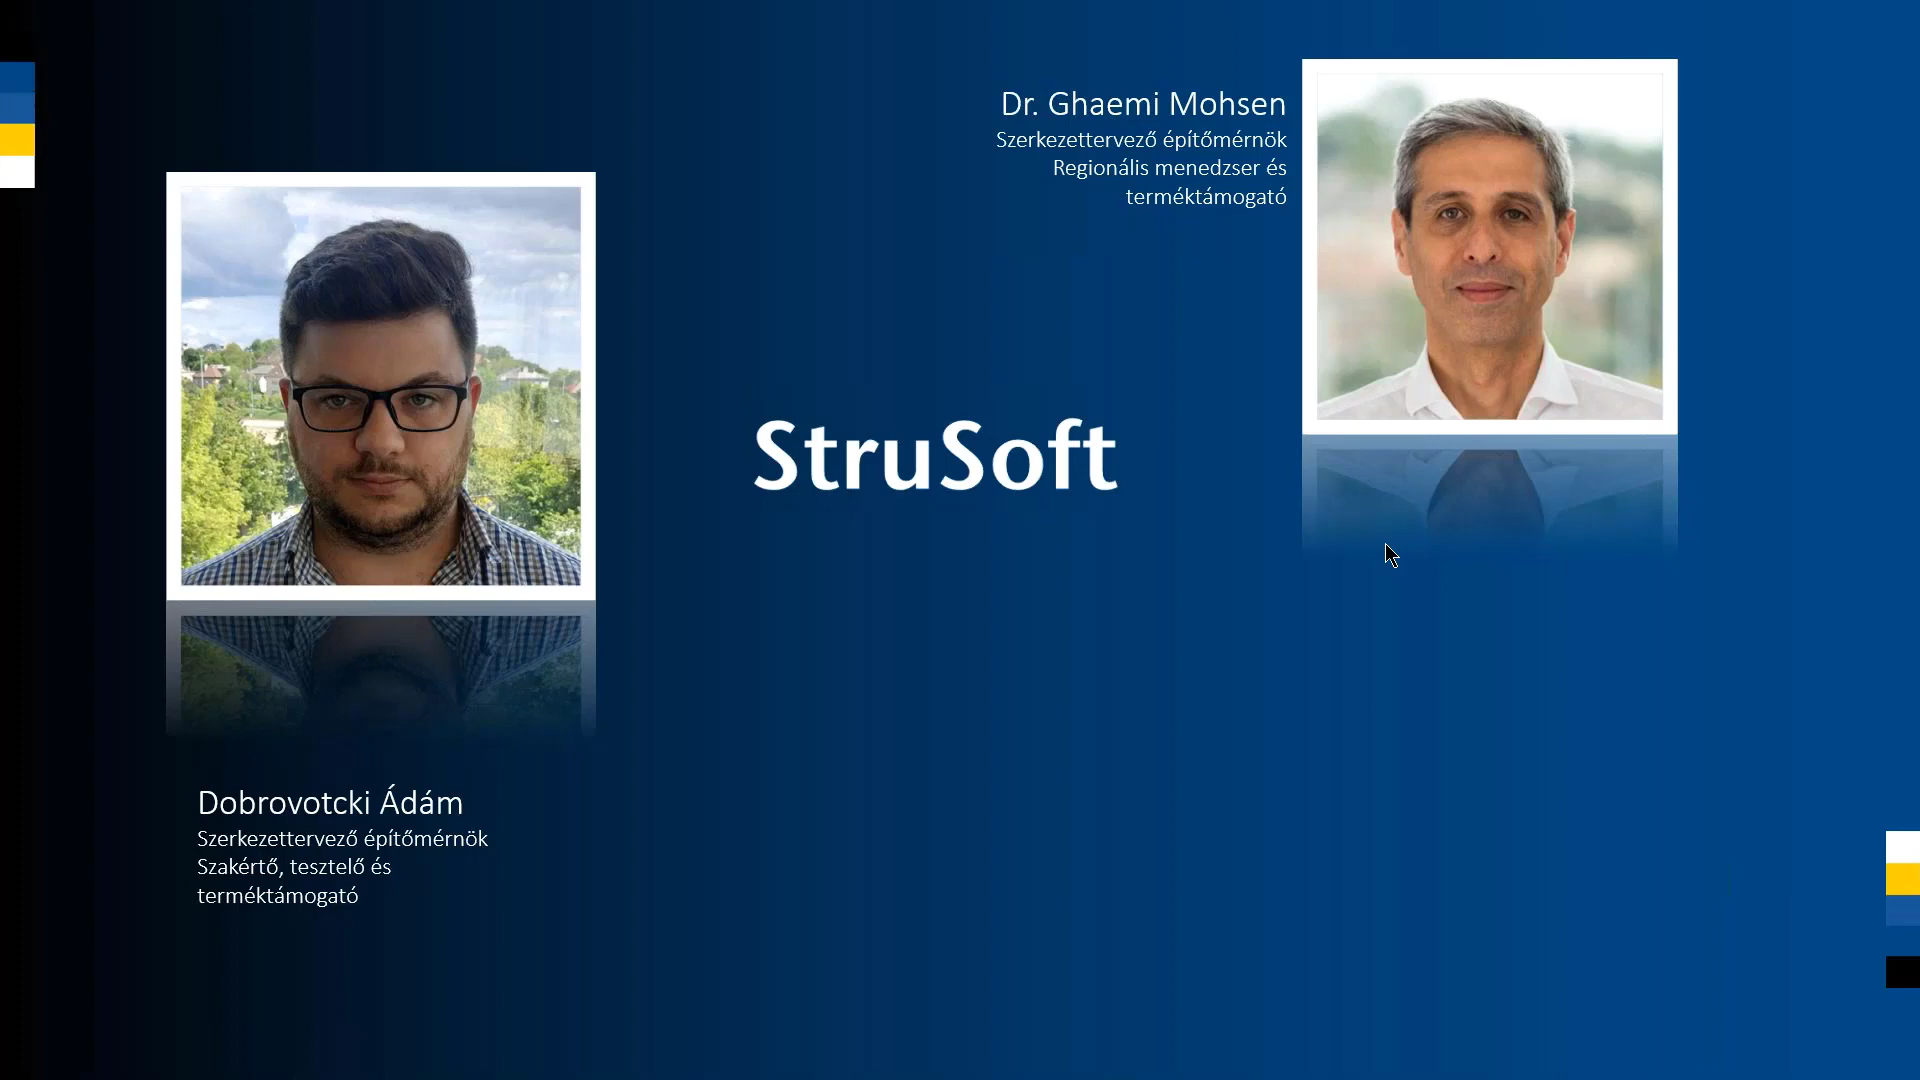 Dr. Ghaemi Mohsen
Szerkezettervező építőmérnök
Regionális menedzser és
terméktámogató
StruSoft
Dobrovotcki Ádám
Szerkezettervező építőmérnök
Szakértő, tesztelő és
terméktámogató